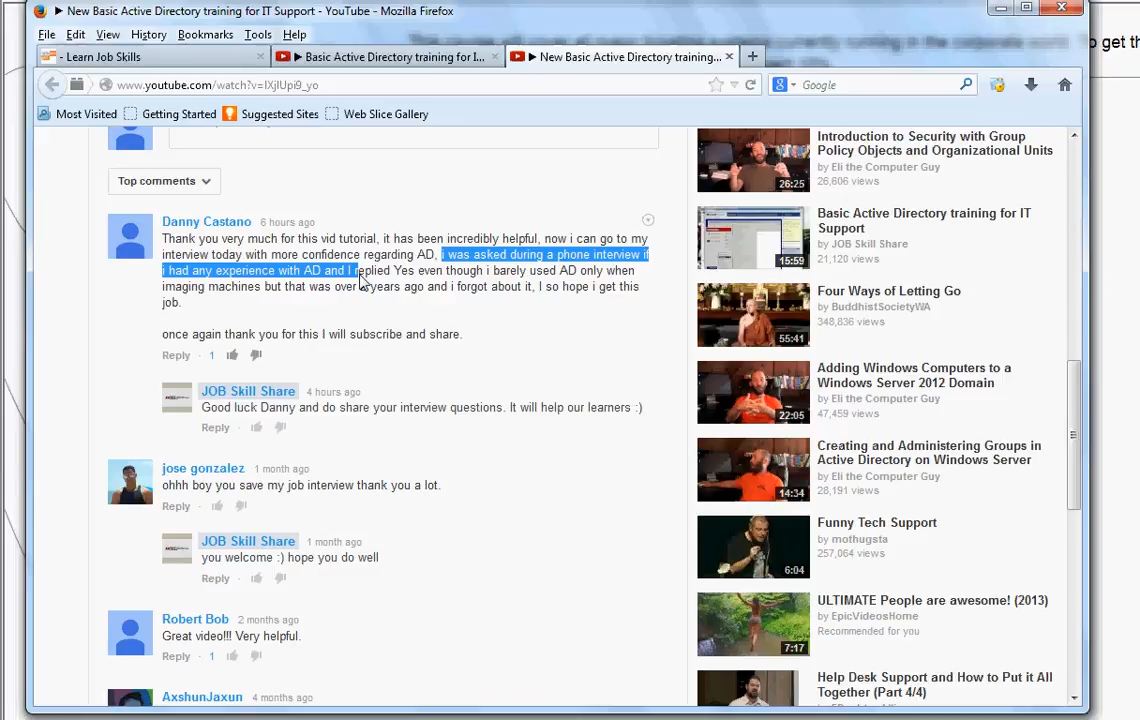 New Basic Active Directory training for IT Support - YouTube - Mozilla Firefox
File Edit View History Bookmarks Tools Help
- Learn Job Skills
Basic Active Directory training for I...
New Basic Active Directory training...
www.youtube.com/watch?v=IXjlUpi9_yo
Google
Most Visited Getting Started Suggested Sites Web Slice Gallery
o get th
Top comments
Danny Castano 6 hours ago
Thank you very much for this vid tutorial, it has been incredibly helpful, now i can go to my
interview today with more confidence regarding AD, i was asked during a phone interview if
i had any experience with AD and I replied Yes even though i barely used AD only when
imaging machines but that was over years ago and i forgot about it, I so hope i get this
job.
once again thank you for this I will subscribe and share.
Reply · 1
JOB Skill Share 4 hours ago
Good luck Danny and do share your interview questions. It will help our learners :)
Reply ·
jose gonzalez 1 month ago
ohhh boy you save my job interview thank you a lot.
Reply ·
JOB Skill Share 1 month ago
you welcome :) hope you do well
Reply ·
Robert Bob 2 months ago
Great video!!! Very helpful.
Reply · 1
AxshunJaxun 4 months ago
Introduction to Security with Group
Policy Objects and Organizational Units
by Eli the Computer Guy
26,606 views
26:25
Basic Active Directory training for IT
Support
by JOB Skill Share
21,120 views
15:59
Four Ways of Letting Go
by BuddhistSocietyWA
348,836 views
55:41
Adding Windows Computers to a
Windows Server 2012 Domain
by Eli the Computer Guy
47,459 views
22:05
Creating and Administering Groups in
Active Directory on Windows Server
by Eli the Computer Guy
28,191 views
14:34
Funny Tech Support
by mothugsta
257,064 views
6:04
ULTIMATE People are awesome! (2013)
by EpicVideosHome
Recommended for you
7:17
Help Desk Support and How to Put it All
Together (Part 4/4)